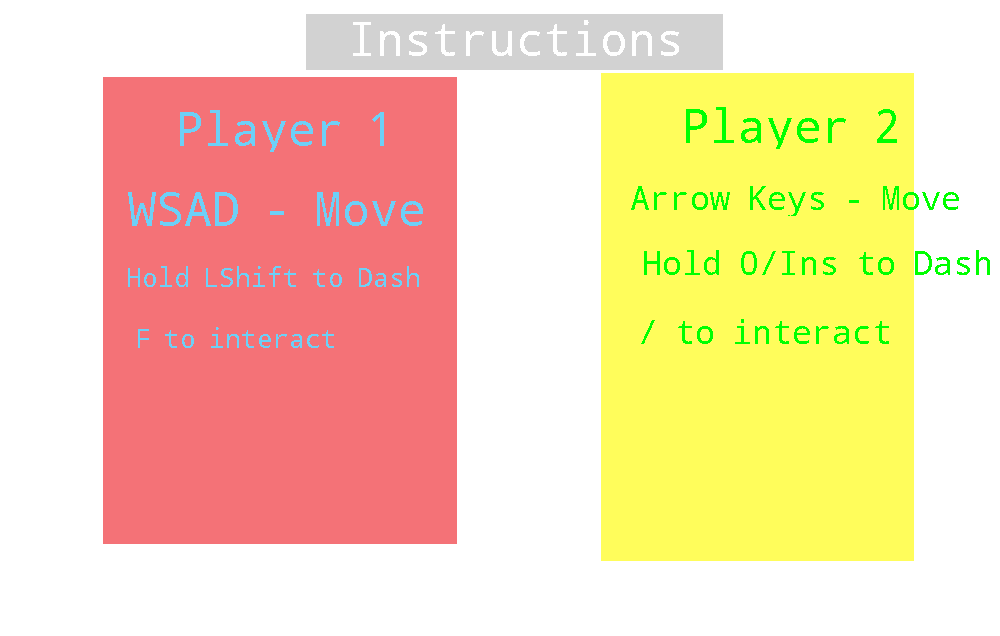 Instructions
Player 1
WSAD - Move
Hold LShift to Dash
F to interact
Player 2
Arrow Keys - Move
Hold O/Ins to Dash
/ to interact